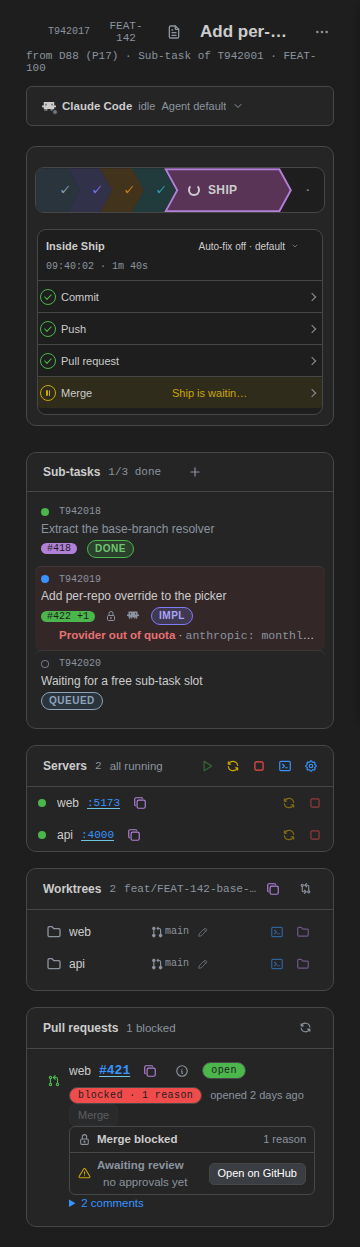 T942017 FEAT-142 Add per-…
from D88 (P17) · Sub-task of T942001 · FEAT-
100
Claude Code idle Agent default
SHIP
Inside Ship Auto-fix off · default
09:40:02 · 1m 40s
Commit
Push
Pull request
Merge Ship is waitin…
Sub-tasks 1/3 done
T942018
Extract the base-branch resolver
#418 DONE
T942019
Add per-repo override to the picker
#422 +1 IMPL
Provider out of quota · anthropic: monthl…
T942020
Waiting for a free sub-task slot
QUEUED
Servers 2 all running
web :5173
api :4000
Worktrees 2 feat/FEAT-142-base-…
web main
api main
Pull requests 1 blocked
web #421 open
blocked · 1 reason opened 2 days ago
Merge
Merge blocked 1 reason
Awaiting review
no approvals yet
Open on GitHub
2 comments